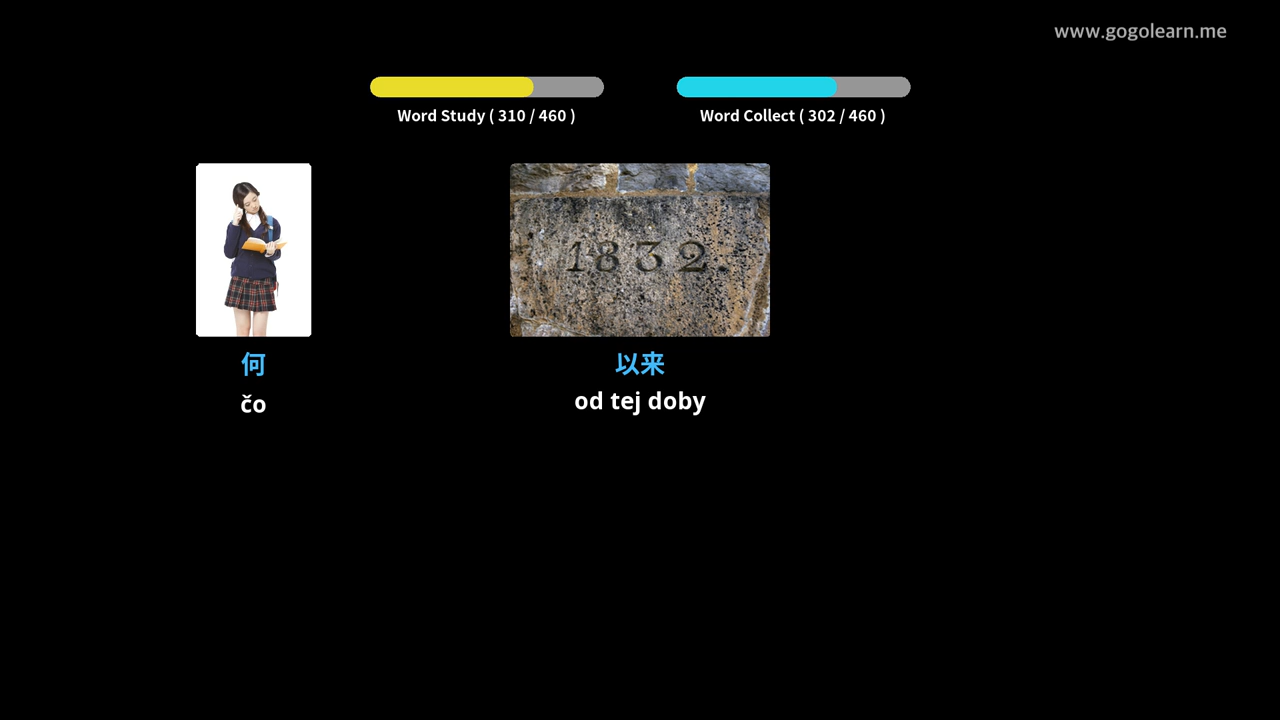 www.gogolearn.me
Word Study ( 310 / 460 )
Word Collect ( 302 / 460 )
1832
何
čo
以来
od tej doby